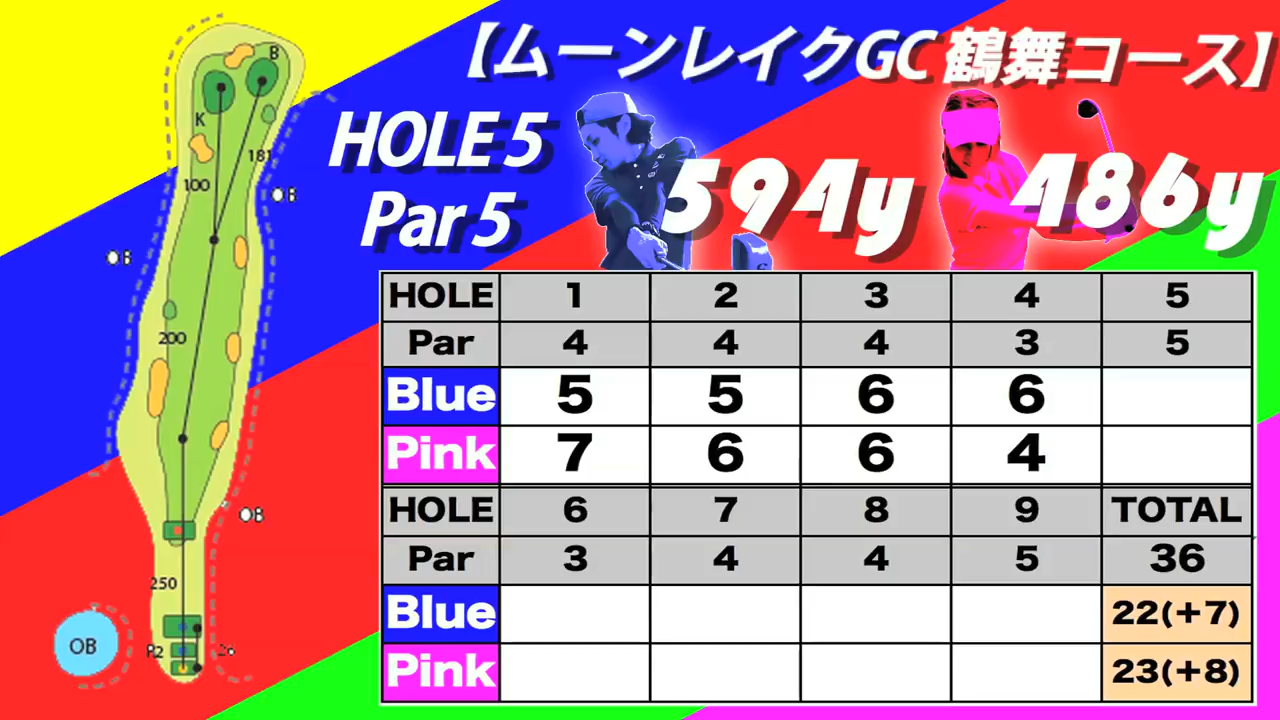 【ムーンレイクGC 鶴舞コース】
HOLE 5
Par 5
594y
486y
B
K
181
100
OB
OB
200
OB
250
OB
HOLE 1 2 3 4 5
Par 4 4 4 3 5
Blue 5 5 6 6
Pink 7 6 6 4
HOLE 6 7 8 9 TOTAL
Par 3 4 4 5 36
Blue 22(+7)
Pink 23(+8)